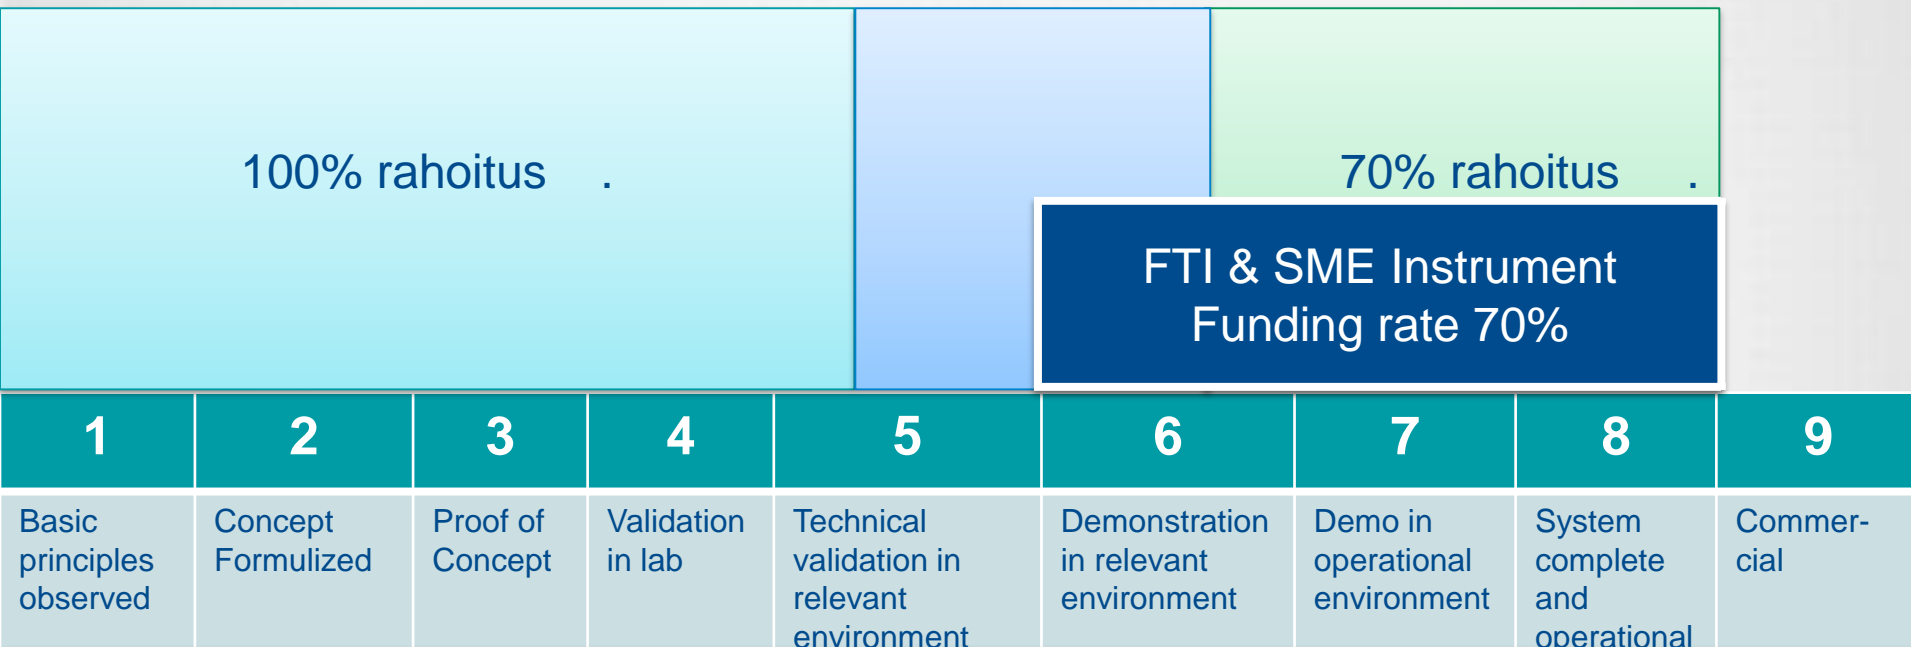 100% rahoitus .
70% rahoitus .
FTI & SME Instrument
Funding rate 70%
1 2 3 4 5 6 7 8 9
Basic
principles
observed
Concept
Formulized
Proof of
Concept
Validation
in lab
Technical
validation in
relevant
environment
Demonstration
in relevant
environment
Demo in
operational
environment
System
complete
and
operational
Commer-
cial